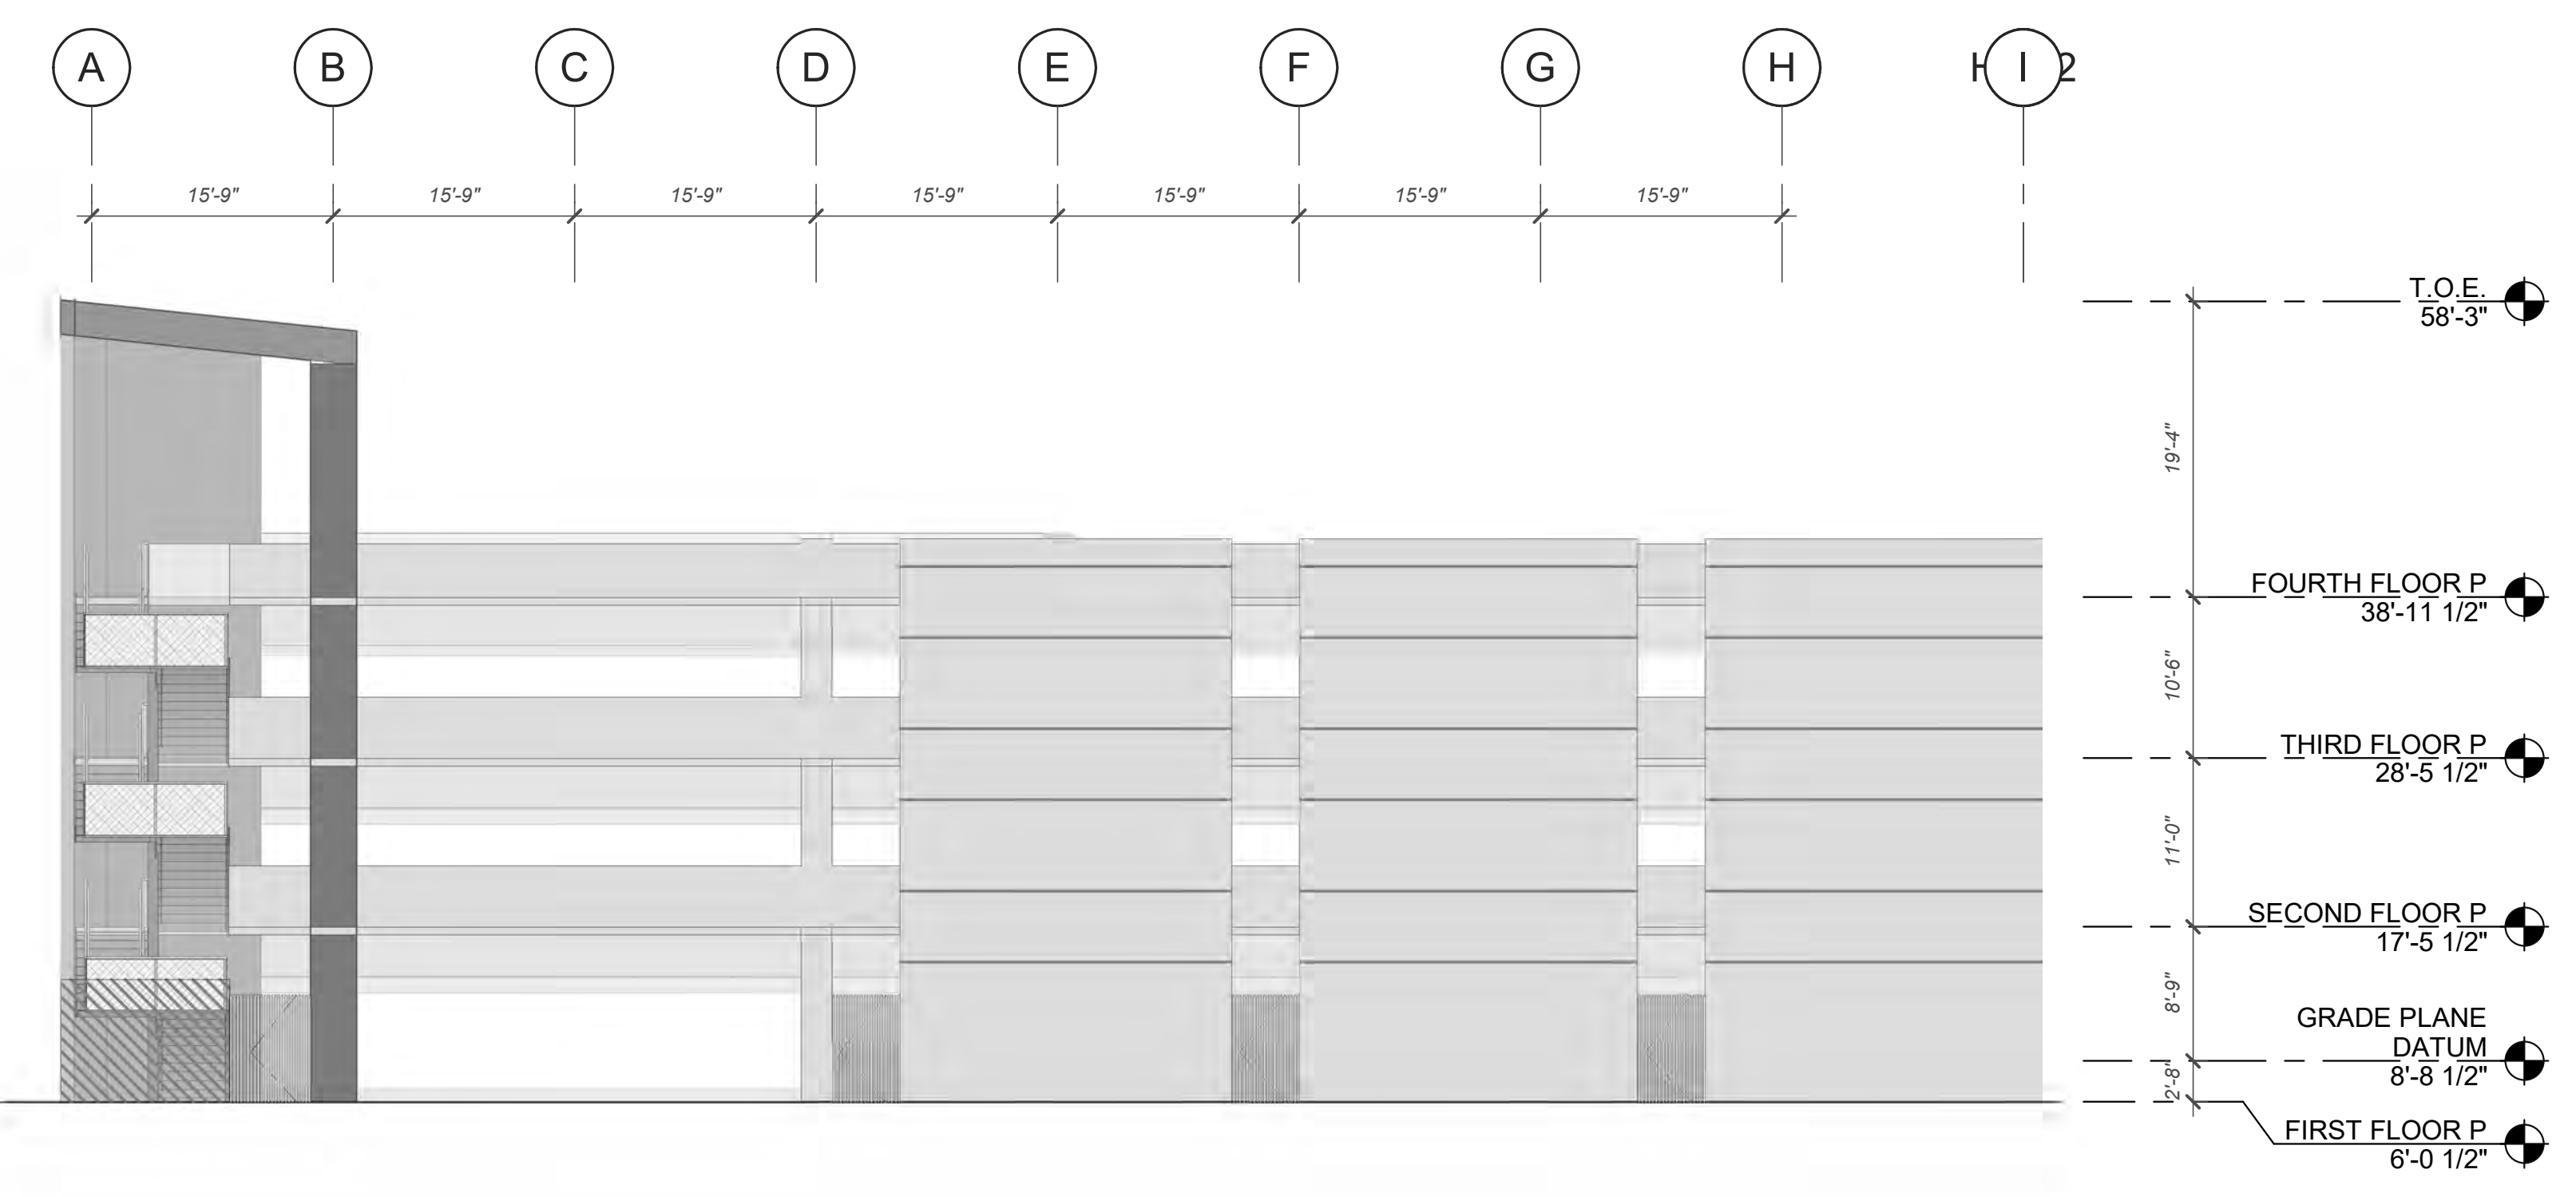 A B C D E F G H H I 2
15'-9" 15'-9" 15'-9" 15'-9" 15'-9" 15'-9" 15'-9"
T.O.E.
58'-3"
19'-4"
FOURTH FLOOR P
38'-11 1/2"
10'-6"
THIRD FLOOR P
28'-5 1/2"
11'-0"
SECOND FLOOR P
17'-5 1/2"
8'-9"
GRADE PLANE
DATUM
8'-8 1/2"
2'-8"
FIRST FLOOR P
6'-0 1/2"